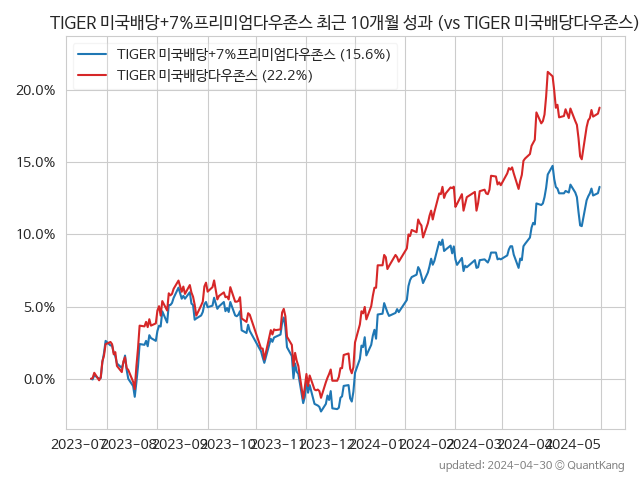 TIGER 미국배당+7%프리미엄다우존스 최근 10개월 성과 (vs TIGER 미국배당다우존스)
TIGER 미국배당+7%프리미엄다우존스 (15.6%)
TIGER 미국배당다우존스 (22.2%)
20.0%
15.0%
10.0%
5.0%
0.0%
2023-07 2023-08 2023-09 2023-10 2023-11 2023-12 2024-01 2024-02 2024-03 2024-04 2024-05
updated: 2024-04-30 © QuantKang